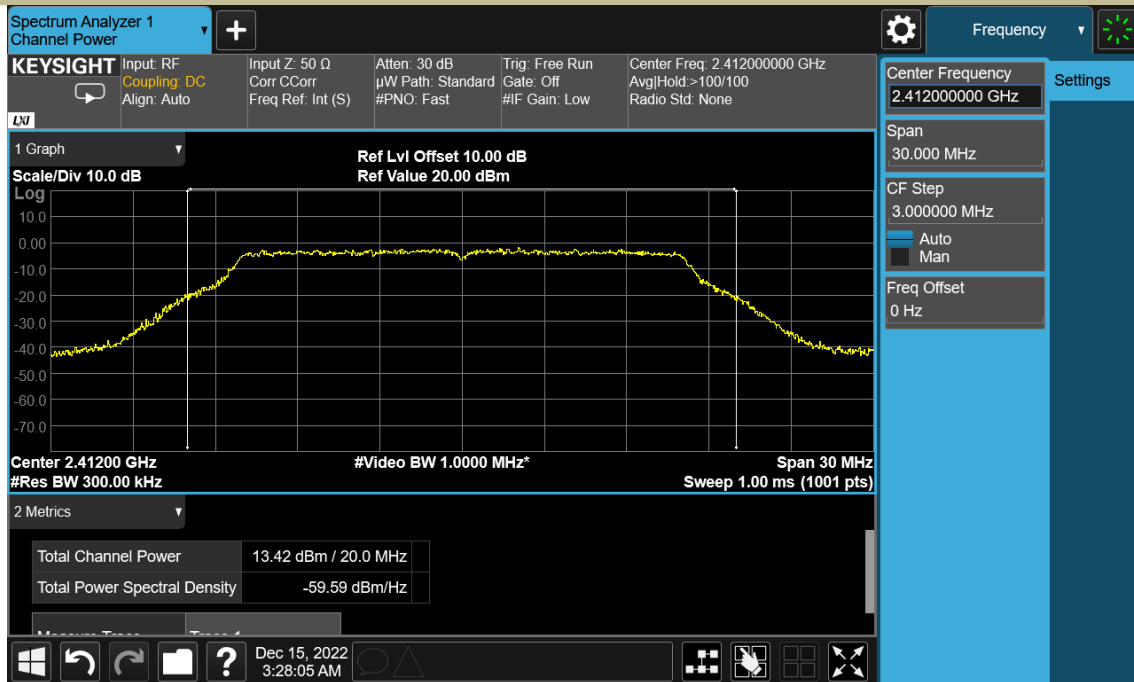 Spectrum Analyzer 1
Channel Power
Frequency
KEYSIGHT
LXI
Input: RF
Coupling: DC
Align: Auto
Input Z: 50 Ω
Corr CCorr
Freq Ref: Int (S)
Atten: 30 dB
µW Path: Standard
#PNO: Fast
Trig: Free Run
Gate: Off
#IF Gain: Low
Center Freq: 2.412000000 GHz
Avg|Hold:>100/100
Radio Std: None
Center Frequency
2.412000000 GHz
Settings
Span
30.000 MHz
CF Step
3.000000 MHz
Auto
Man
Freq Offset
0 Hz
1 Graph
Scale/Div 10.0 dB
Ref Lvl Offset 10.00 dB
Ref Value 20.00 dBm
Log
10.0
0.00
-10.0
-20.0
-30.0
-40.0
-50.0
-60.0
-70.0
Center 2.41200 GHz
#Video BW 1.0000 MHz*
Span 30 MHz
#Res BW 300.00 kHz
Sweep 1.00 ms (1001 pts)
2 Metrics
Total Channel Power 13.42 dBm / 20.0 MHz
Total Power Spectral Density -59.59 dBm/Hz
?
Dec 15, 2022
3:28:05 AM